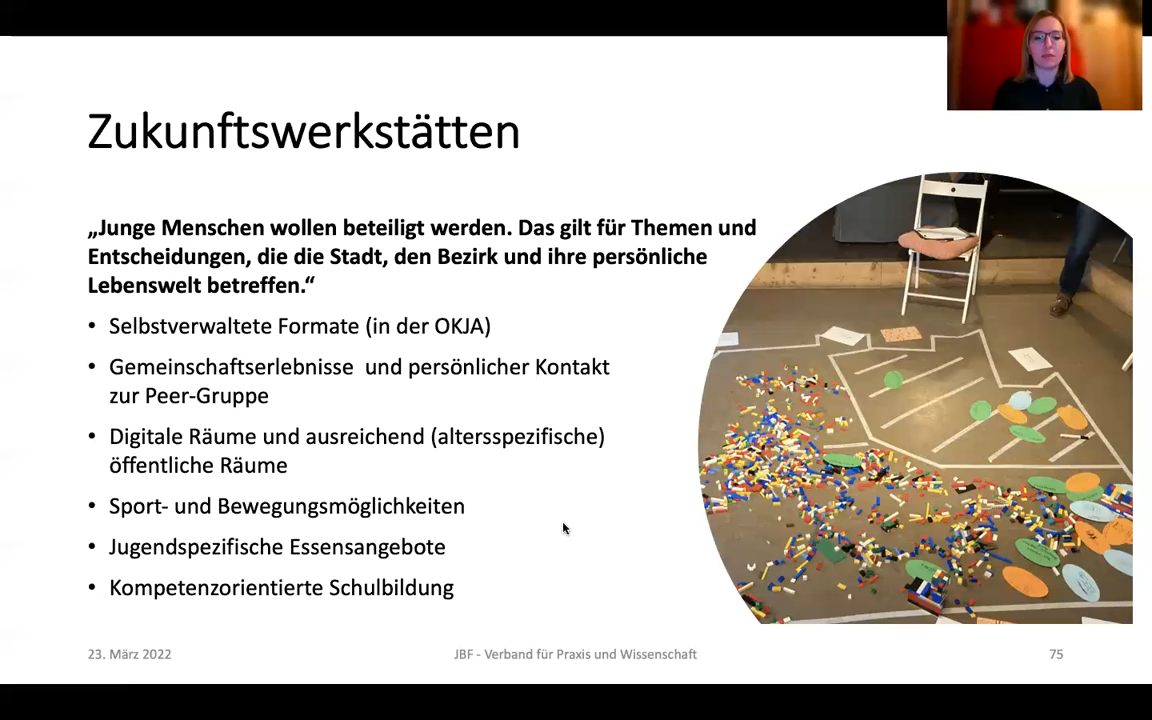 Zukunftswerkstätten
„Junge Menschen wollen beteiligt werden. Das gilt für Themen und
Entscheidungen, die die Stadt, den Bezirk und ihre persönliche
Lebenswelt betreffen.“
• Selbstverwaltete Formate (in der OKJA)
• Gemeinschaftserlebnisse  und persönlicher Kontakt
zur Peer-Gruppe
• Digitale Räume und ausreichend (altersspezifische)
öffentliche Räume
• Sport- und Bewegungsmöglichkeiten
• Jugendspezifische Essensangebote
• Kompetenzorientierte Schulbildung
23. März 2022
JBF - Verband für Praxis und Wissenschaft
75